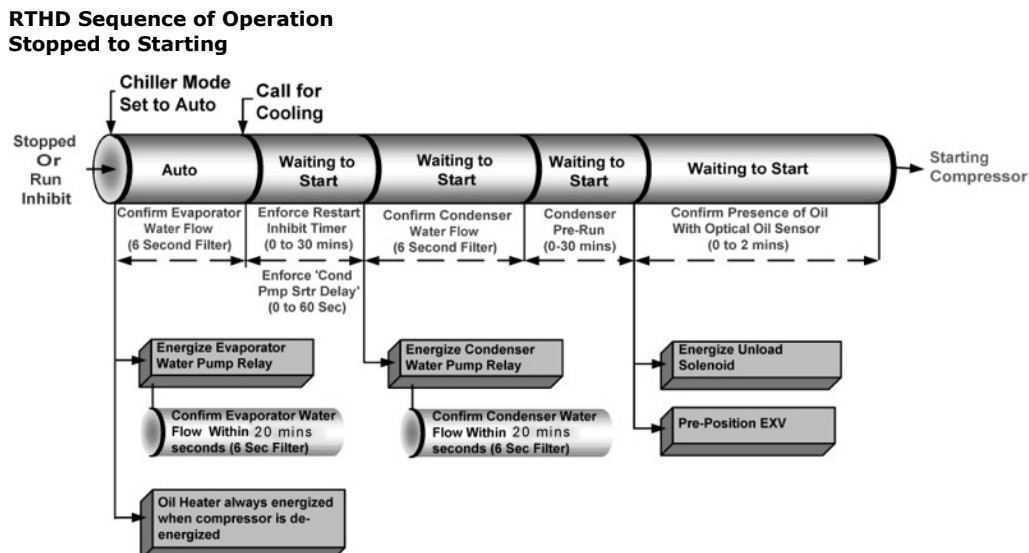 RTHD Sequence of Operation
Stopped to Starting
Chiller Mode
Set to Auto
Call for
Cooling
Stopped
Or
Run
Inhibit
Auto
Waiting to
Start
Waiting to
Start
Waiting to
Start
Waiting to Start
Starting
Compressor
Confirm Evaporator
Water Flow
(6 Second Filter)
Enforce Restart
Inhibit Timer
(0 to 30 mins)
Confirm Condenser
Water Flow
(6 Second Filter)
Condenser
Pre-Run
(0-30 mins)
Confirm Presence of Oil
With Optical Oil Sensor
(0 to 2 mins)
Enforce 'Cond
Pmp Srtr Delay'
(0 to 60 Sec)
Energize Evaporator
Water Pump Relay
Energize Condenser
Water Pump Relay
Energize Unload
Solenoid
Confirm Evaporator Water
Flow Within 20 mins
seconds (6 Sec Filter)
Confirm Condenser Water
Flow Within 20 mins
seconds (6 Sec Filter)
Pre-Position EXV
Oil Heater always energized
when compressor is de-
energized